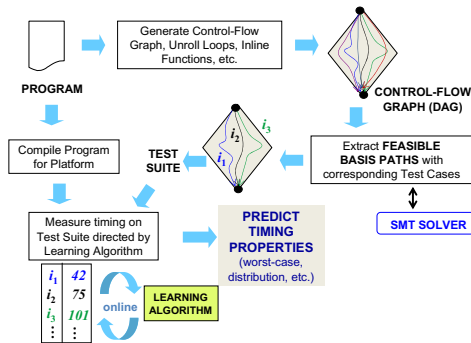 Generate Control-Flow
Graph, Unroll Loops, Inline
Functions, etc.
PROGRAM
CONTROL-FLOW
GRAPH (DAG)
Compile Program
for Platform
TEST
SUITE
i1
i2
i3
Extract FEASIBLE
BASIS PATHS with
corresponding Test Cases
SMT SOLVER
Measure timing on
Test Suite directed by
Learning Algorithm
PREDICT
TIMING
PROPERTIES
(worst-case,
distribution, etc.)
i1 42
i2 75
i3 101
⋮ ⋮
online
LEARNING
ALGORITHM